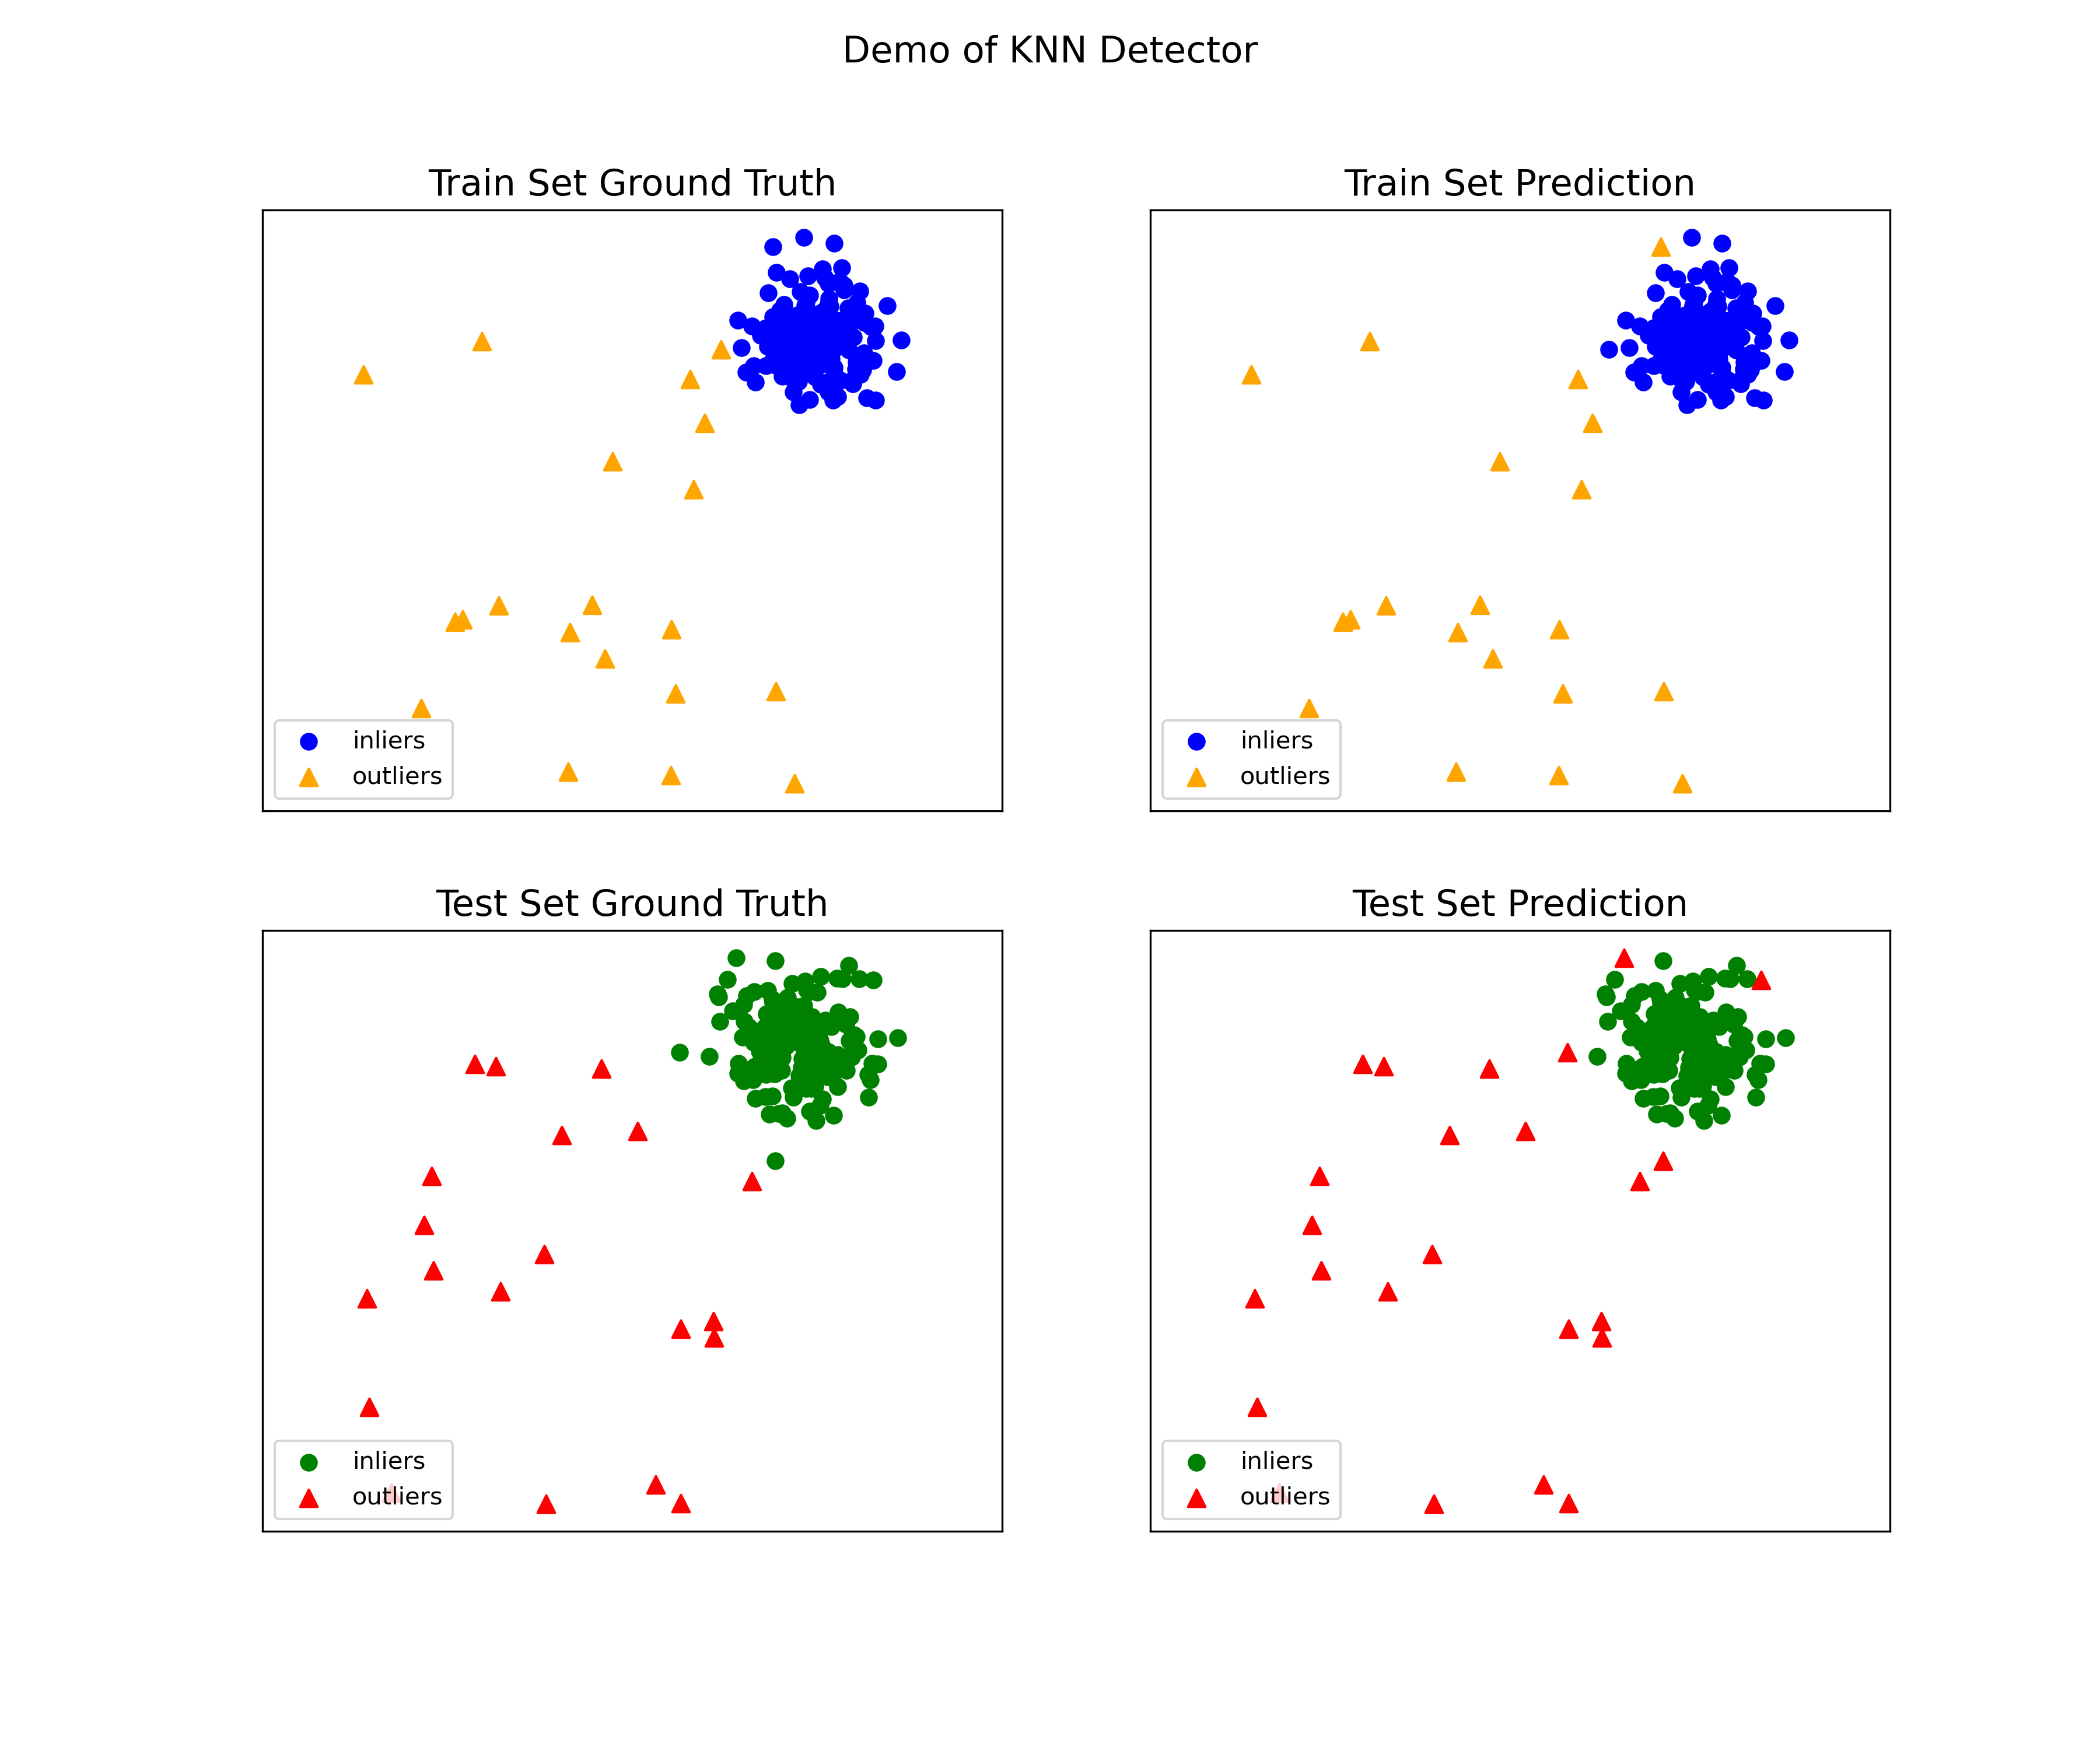 Demo of KNN Detector
Train Set Ground Truth
Train Set Prediction
inliers
outliers
inliers
outliers
Test Set Ground Truth
Test Set Prediction
inliers
outliers
inliers
outliers